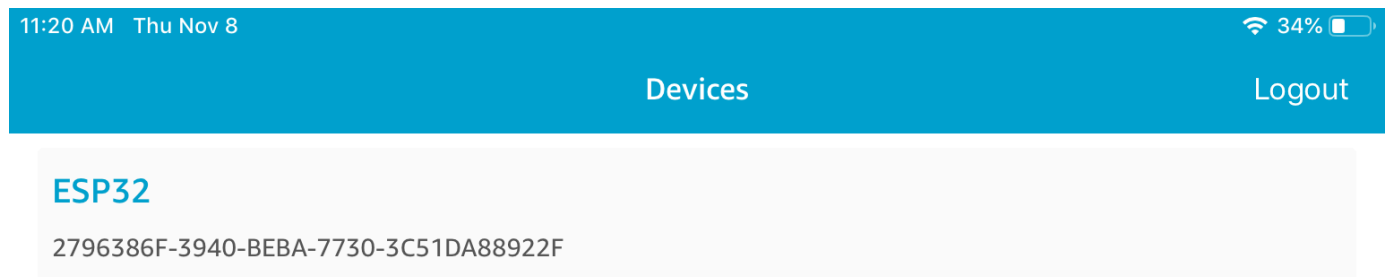 11:20 AM Thu Nov 8 34%
Devices Logout
ESP32
2796386F-3940-BEBA-7730-3C51DA88922F